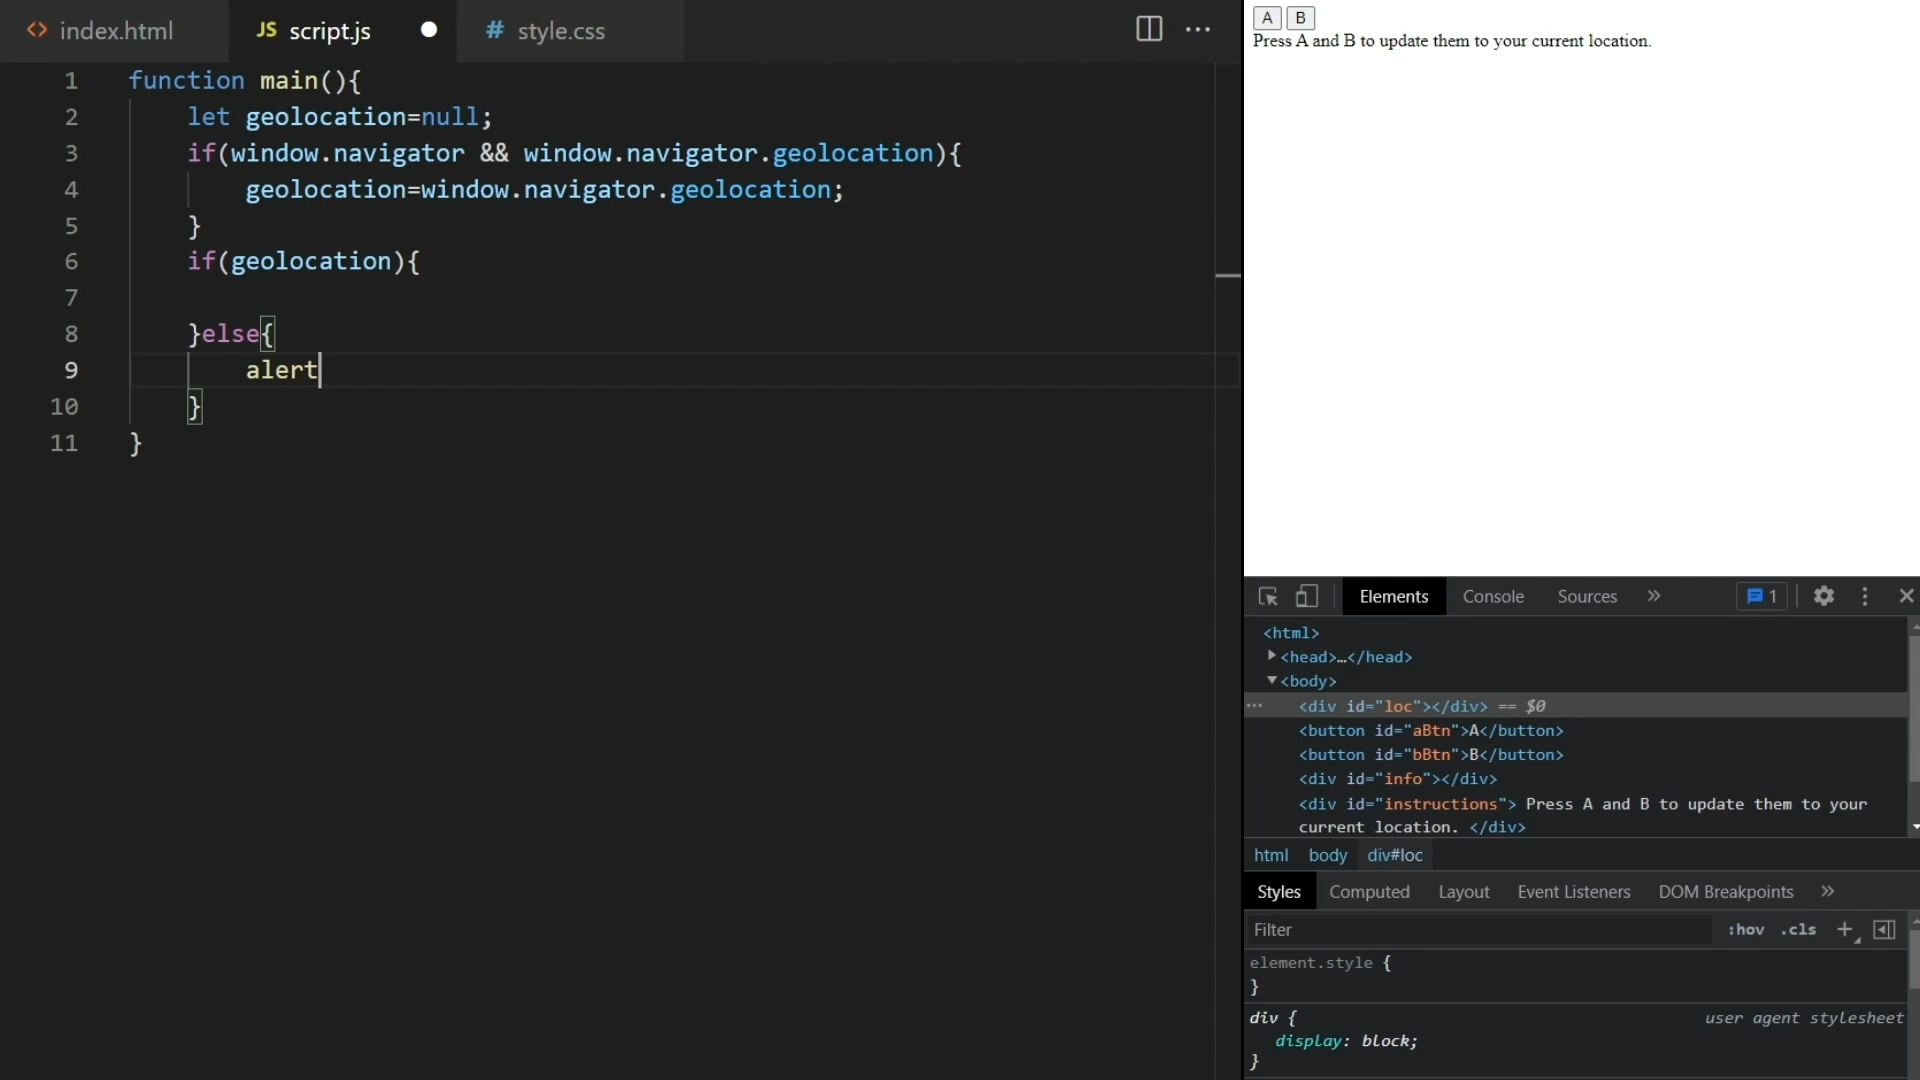 index.html
JS script.js
# style.css
1 function main(){
2 let geolocation=null;
3 if(window.navigator && window.navigator.geolocation){
4 geolocation=window.navigator.geolocation;
5 }
6 if(geolocation){
7
8 }else{
9 alert
10 }
11 }
A B
Press A and B to update them to your current location.
Elements Console Sources » 1
<html>
<head>…</head>
<body>
<div id="loc"></div> == $0
<button id="aBtn">A</button>
<button id="bBtn">B</button>
<div id="info"></div>
<div id="instructions"> Press A and B to update them to your
current location. </div>
html body div#loc
Styles Computed Layout Event Listeners DOM Breakpoints »
Filter :hov .cls +
element.style {
}
div { user agent stylesheet
display: block;
}